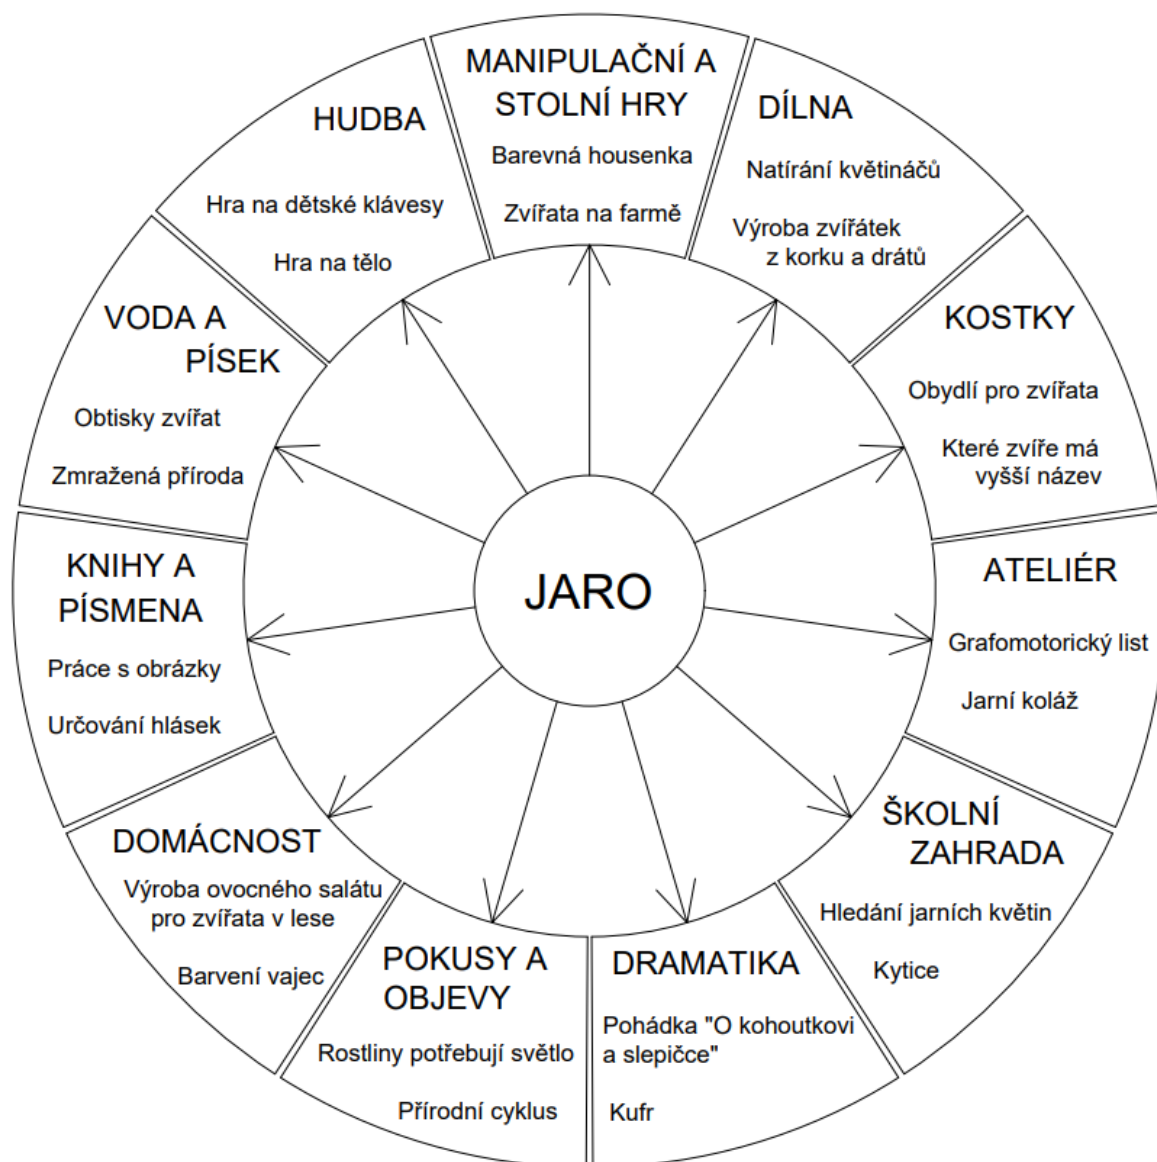 MANIPULAČNÍ A
STOLNÍ HRY
Barevná housenka
Zvířata na farmě
DÍLNA
Natírání květináčů
Výroba zvířátek
z korku a drátů
KOSTKY
Obydlí pro zvířata
Které zvíře má
vyšší název
ATELIÉR
Grafomotorický list
Jarní koláž
ŠKOLNÍ
ZAHRADA
Hledání jarních květin
Kytice
DRAMATIKA
Pohádka "O kohoutkovi
a slepičce"
Kufr
POKUSY A
OBJEVY
Rostliny potřebují světlo
Přírodní cyklus
DOMÁCNOST
Výroba ovocného salátu
pro zvířata v lese
Barvení vajec
KNIHY A
PÍSMENA
Práce s obrázky
Určování hlásek
VODA A
PÍSEK
Obtisky zvířat
Zmražená příroda
HUDBA
Hra na dětské klávesy
Hra na tělo
JARO